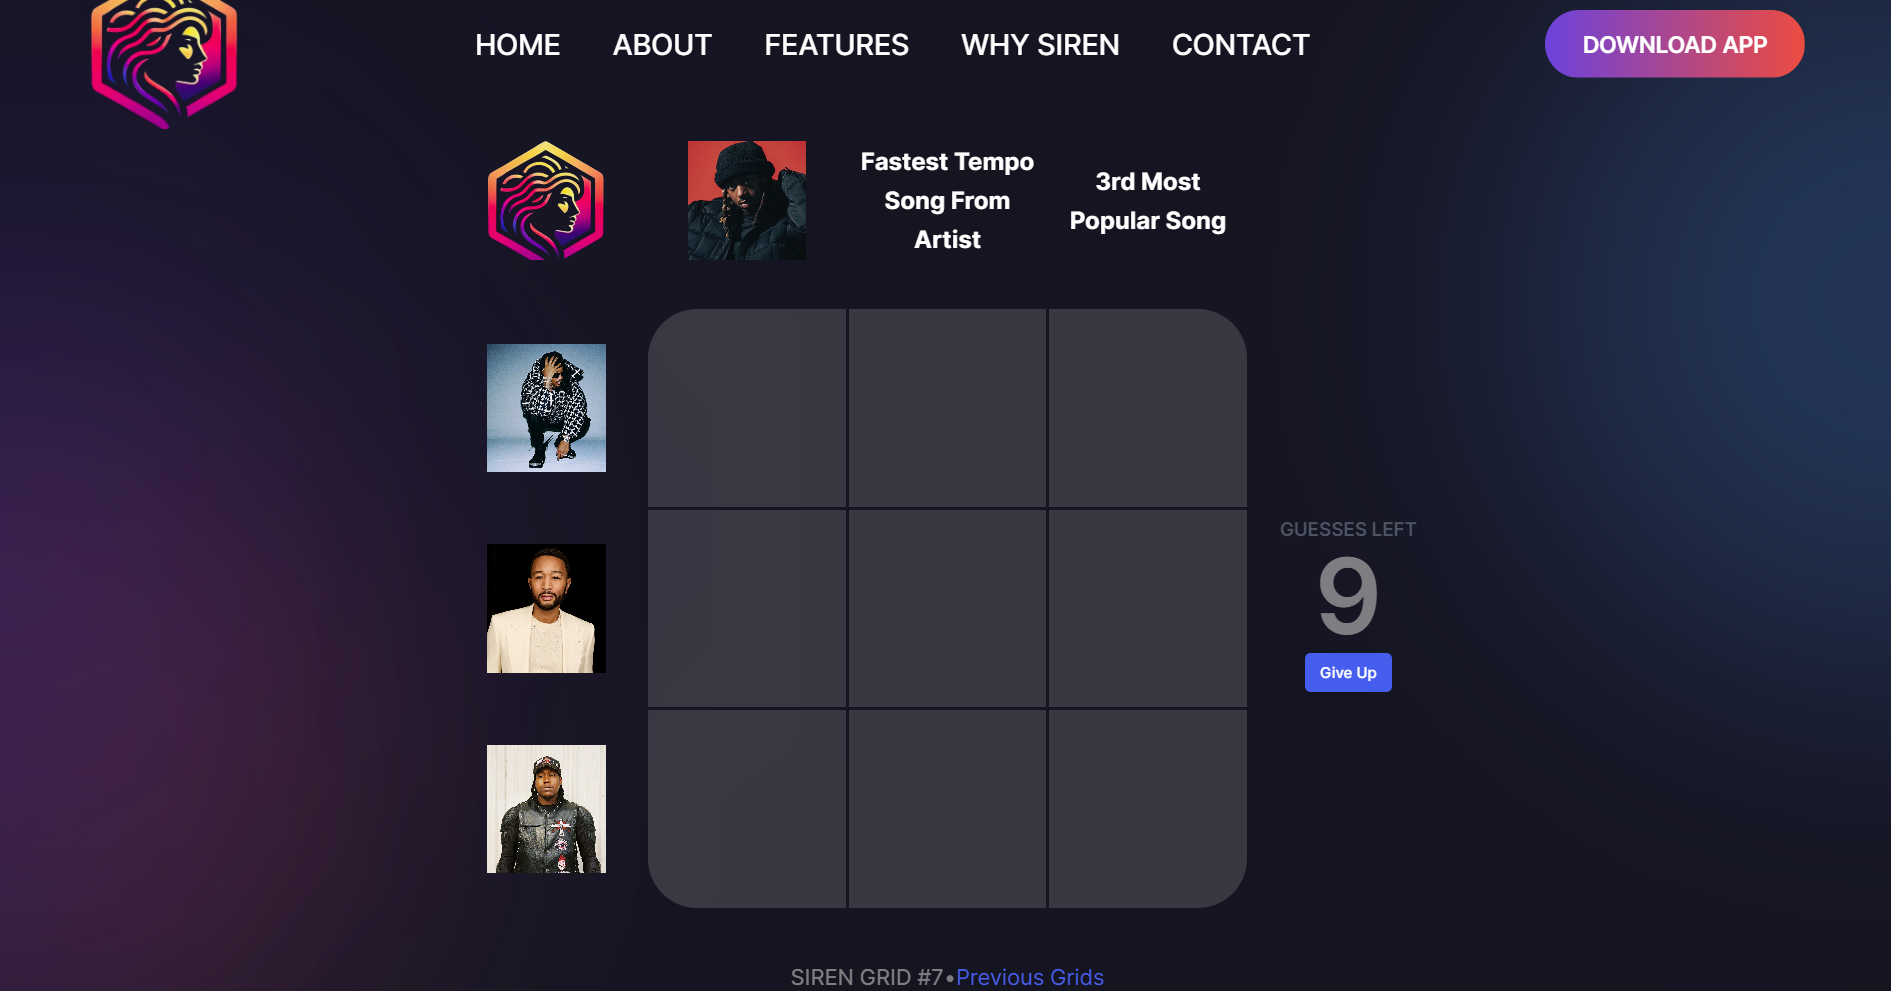 HOME ABOUT FEATURES WHY SIREN CONTACT DOWNLOAD APP
Fastest Tempo
Song From
Artist
3rd Most
Popular Song
GUESSES LEFT
9
Give Up
SIREN GRID #7•Previous Grids